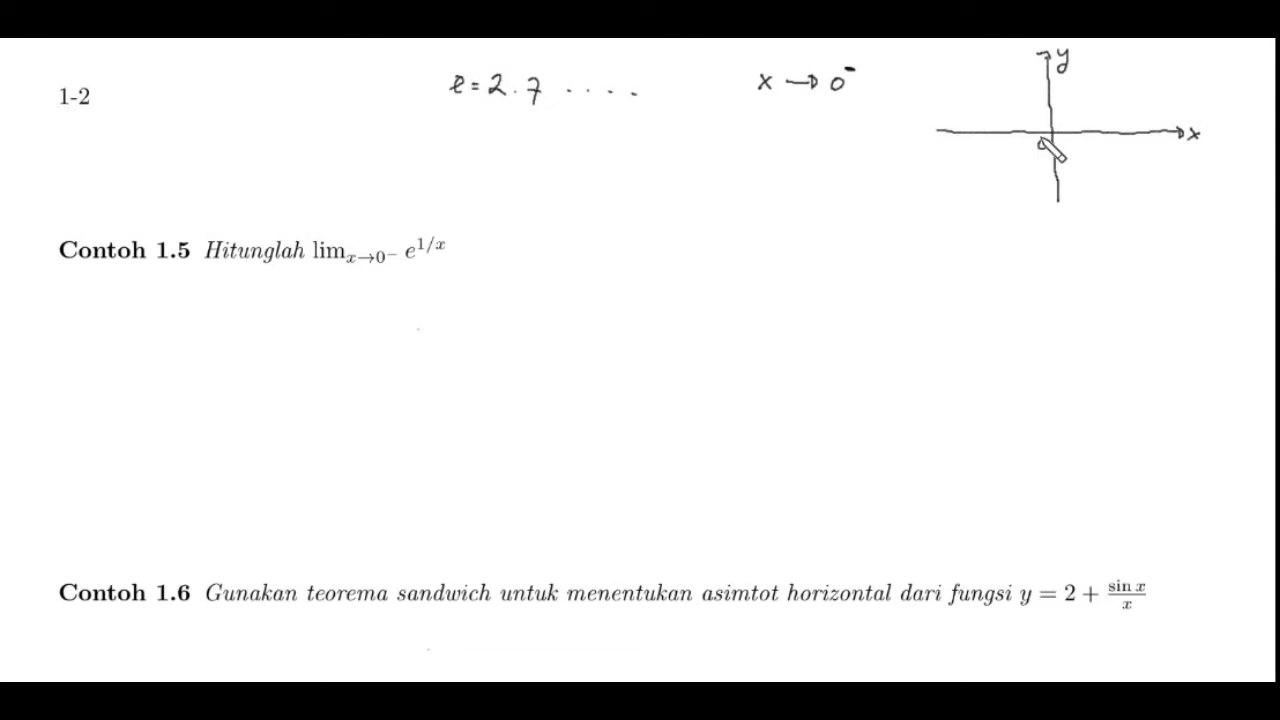 y
e = 2.7 .... x → 0⁻
1-2
x
Contoh 1.5 Hitunglah lim_{x→0⁻} e^{1/x}
Contoh 1.6 Gunakan teorema sandwich untuk menentukan asimtot horizontal dari fungsi y = 2 + \frac{sin x}{x}